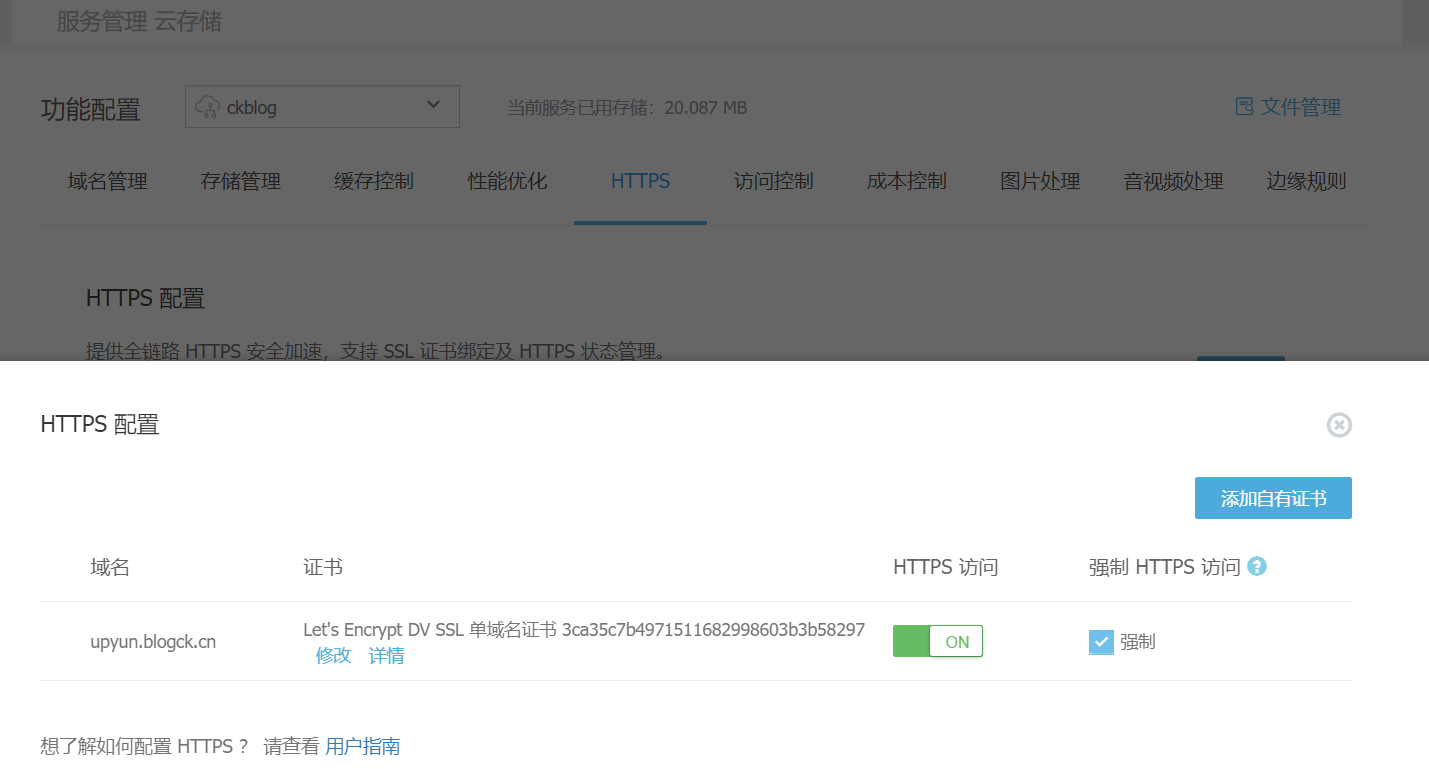 服务管理 云存储
功能配置 ckblog 当前服务已用存储：20.087 MB 文件管理
域名管理 存储管理 缓存控制 性能优化 HTTPS 访问控制 成本控制 图片处理 音视频处理 边缘规则
HTTPS 配置
提供全链路 HTTPS 安全加速，支持 SSL 证书绑定及 HTTPS 状态管理。
HTTPS 配置
添加自有证书
域名 证书 HTTPS 访问 强制 HTTPS 访问 ?
upyun.blogck.cn Let's Encrypt DV SSL 单域名证书 3ca35c7b4971511682998603b3b58297 ON 强制
修改 详情
想了解如何配置 HTTPS ？ 请查看 用户指南